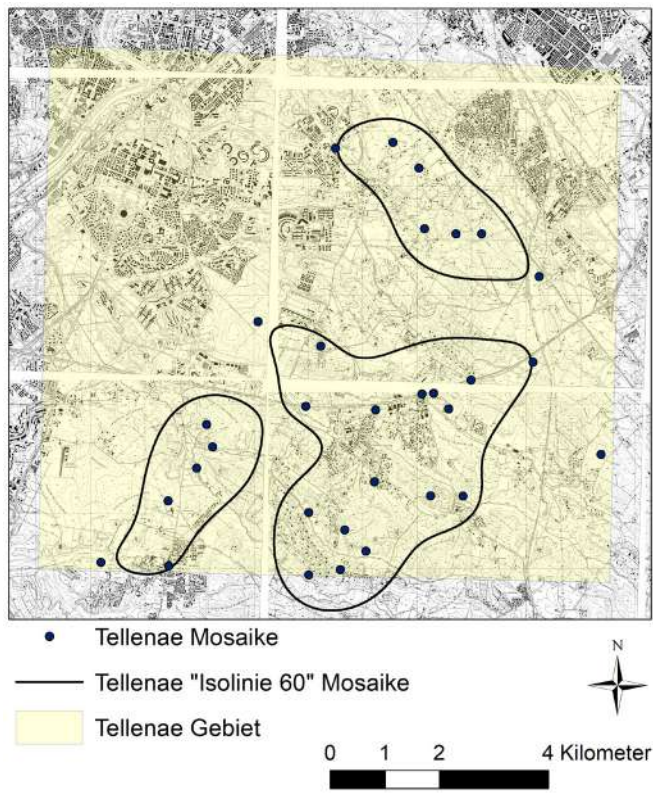 Tellenae Mosaike
Tellenae "Isolinie 60" Mosaike
Tellenae Gebiet
N
0 1 2 4 Kilometer